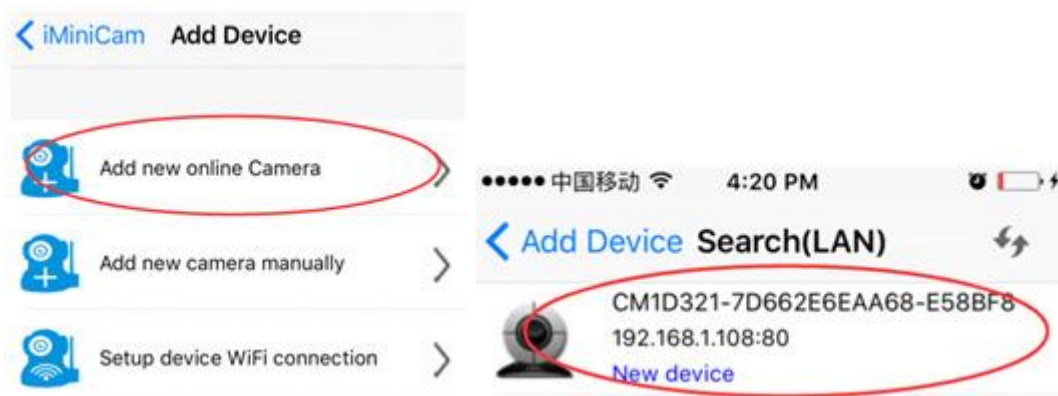 iMiniCam Add Device
Add new online Camera
Add new camera manually
Setup device WiFi connection
中国移动 4:20 PM
Add Device Search(LAN)
CM1D321-7D662E6EAA68-E58BF8
192.168.1.108:80
New device